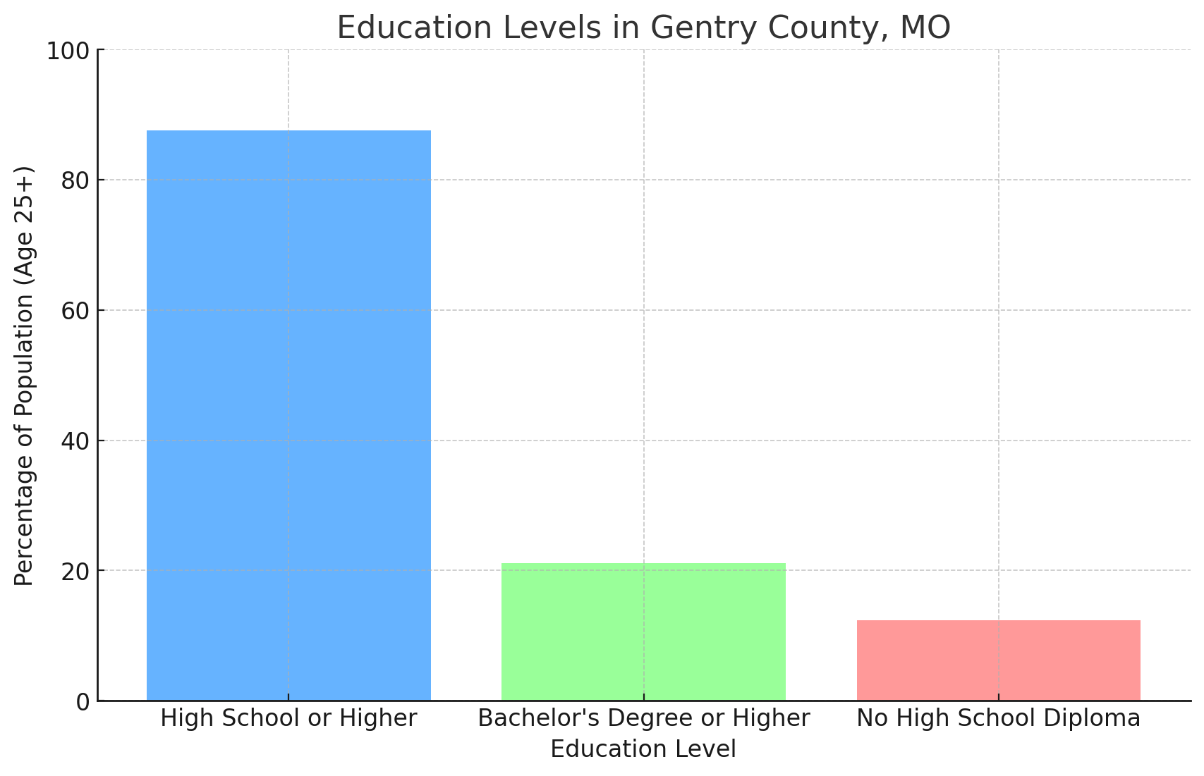 Education Levels in Gentry County, MO
Percentage of Population (Age 25+)
100
80
60
40
20
0
High School or Higher
Bachelor's Degree or Higher
No High School Diploma
Education Level